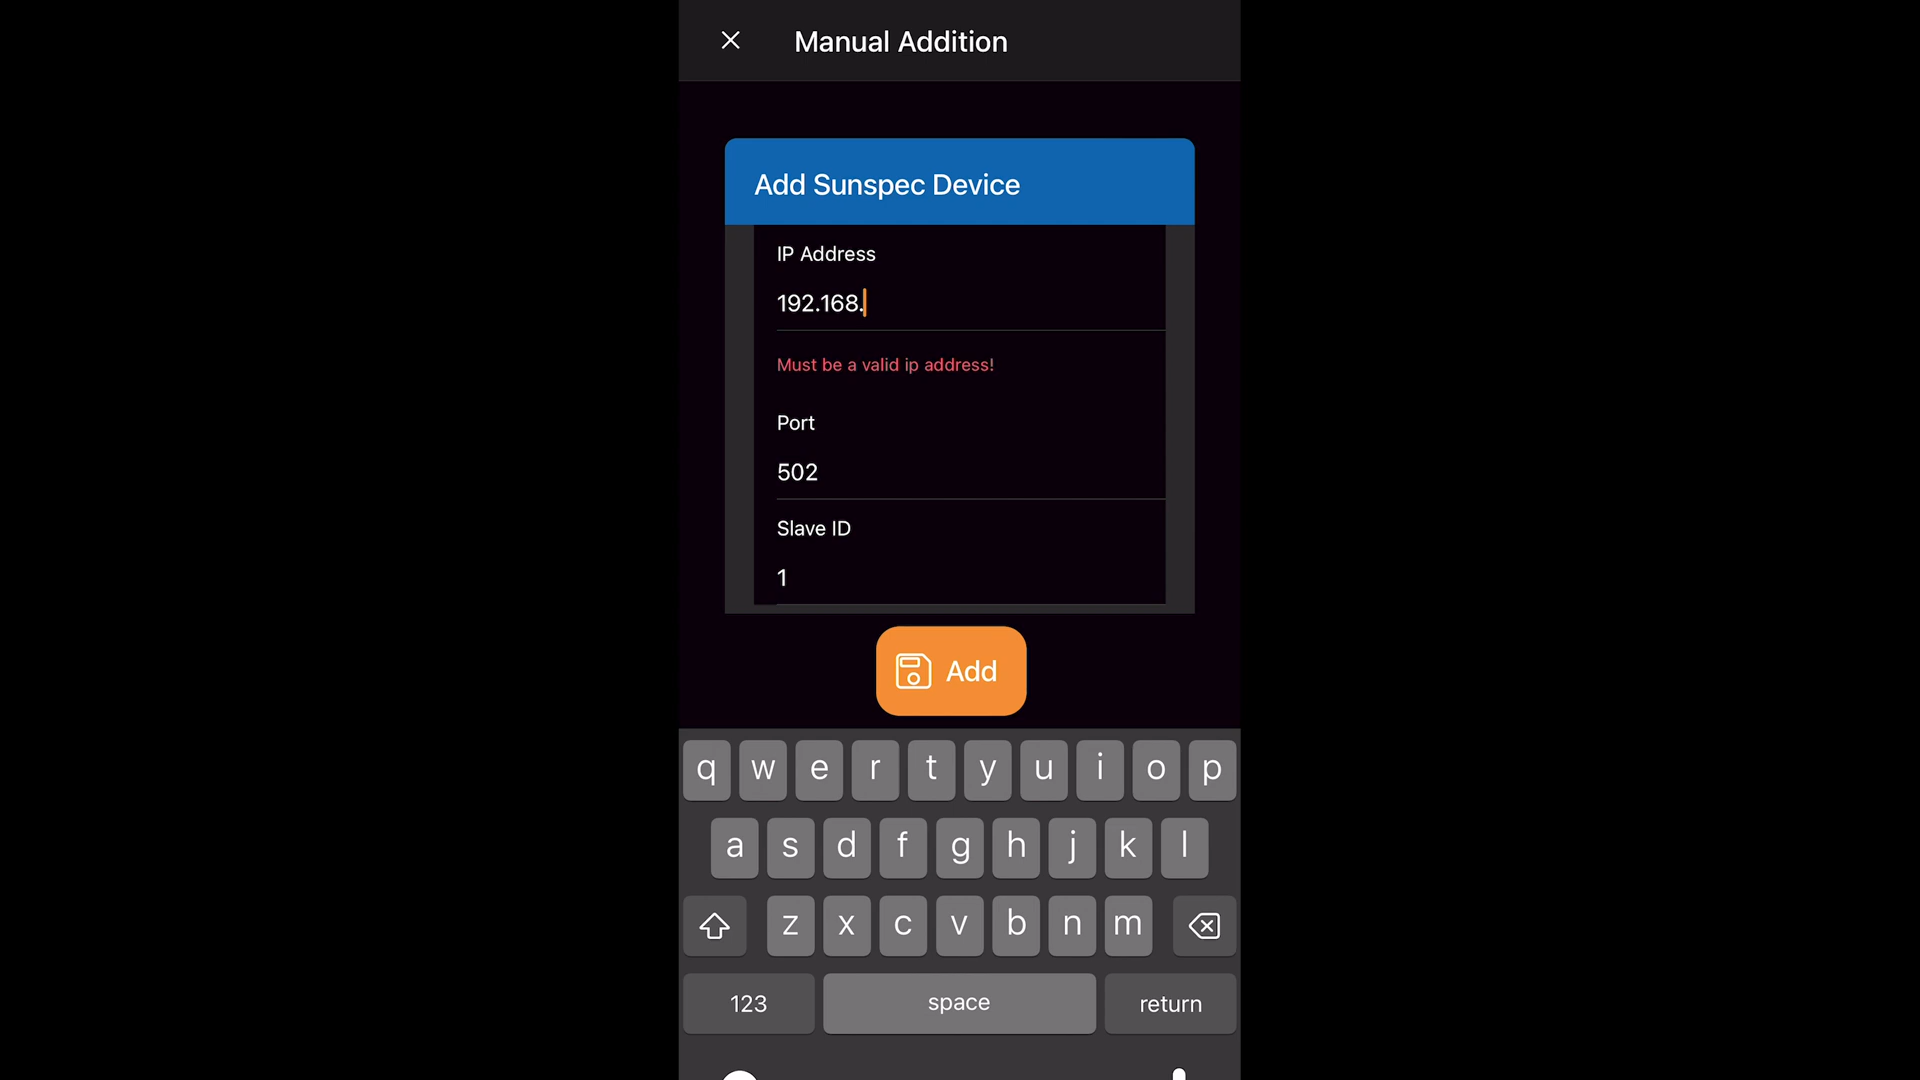 Manual Addition
Add Sunspec Device
IP Address
192.168.
Must be a valid ip address!
Port
502
Slave ID
1
Add
q w e r t y u i o p
a s d f g h j k l
z x c v b n m
123 space return